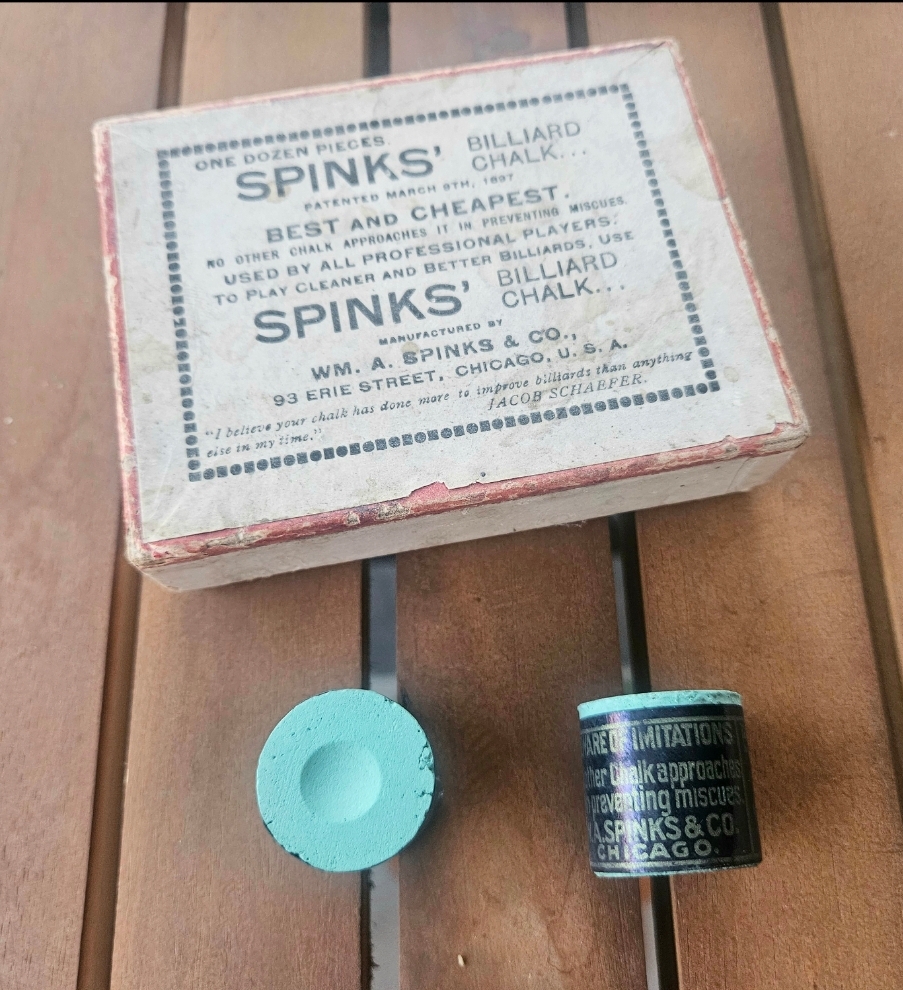 ONE DOZEN PIECES.
SPINKS' BILLIARD CHALK...
PATENTED MARCH 9TH, 1897
BEST AND CHEAPEST.
NO OTHER CHALK APPROACHES IT IN PREVENTING MISCUES.
USED BY ALL PROFESSIONAL PLAYERS.
TO PLAY CLEANER AND BETTER BILLIARDS, USE
SPINKS' BILLIARD CHALK...
MANUFACTURED BY
WM. A. SPINKS & CO.,
93 ERIE STREET, CHICAGO, U. S. A.
"I believe your chalk has done more to improve billiards than anything
else in my time."
JACOB SCHAEFER.
ARE OF IMITATIONS
ther Chalk approaches
preventing miscues.
.A. SPINKS & CO.
CHICAGO.